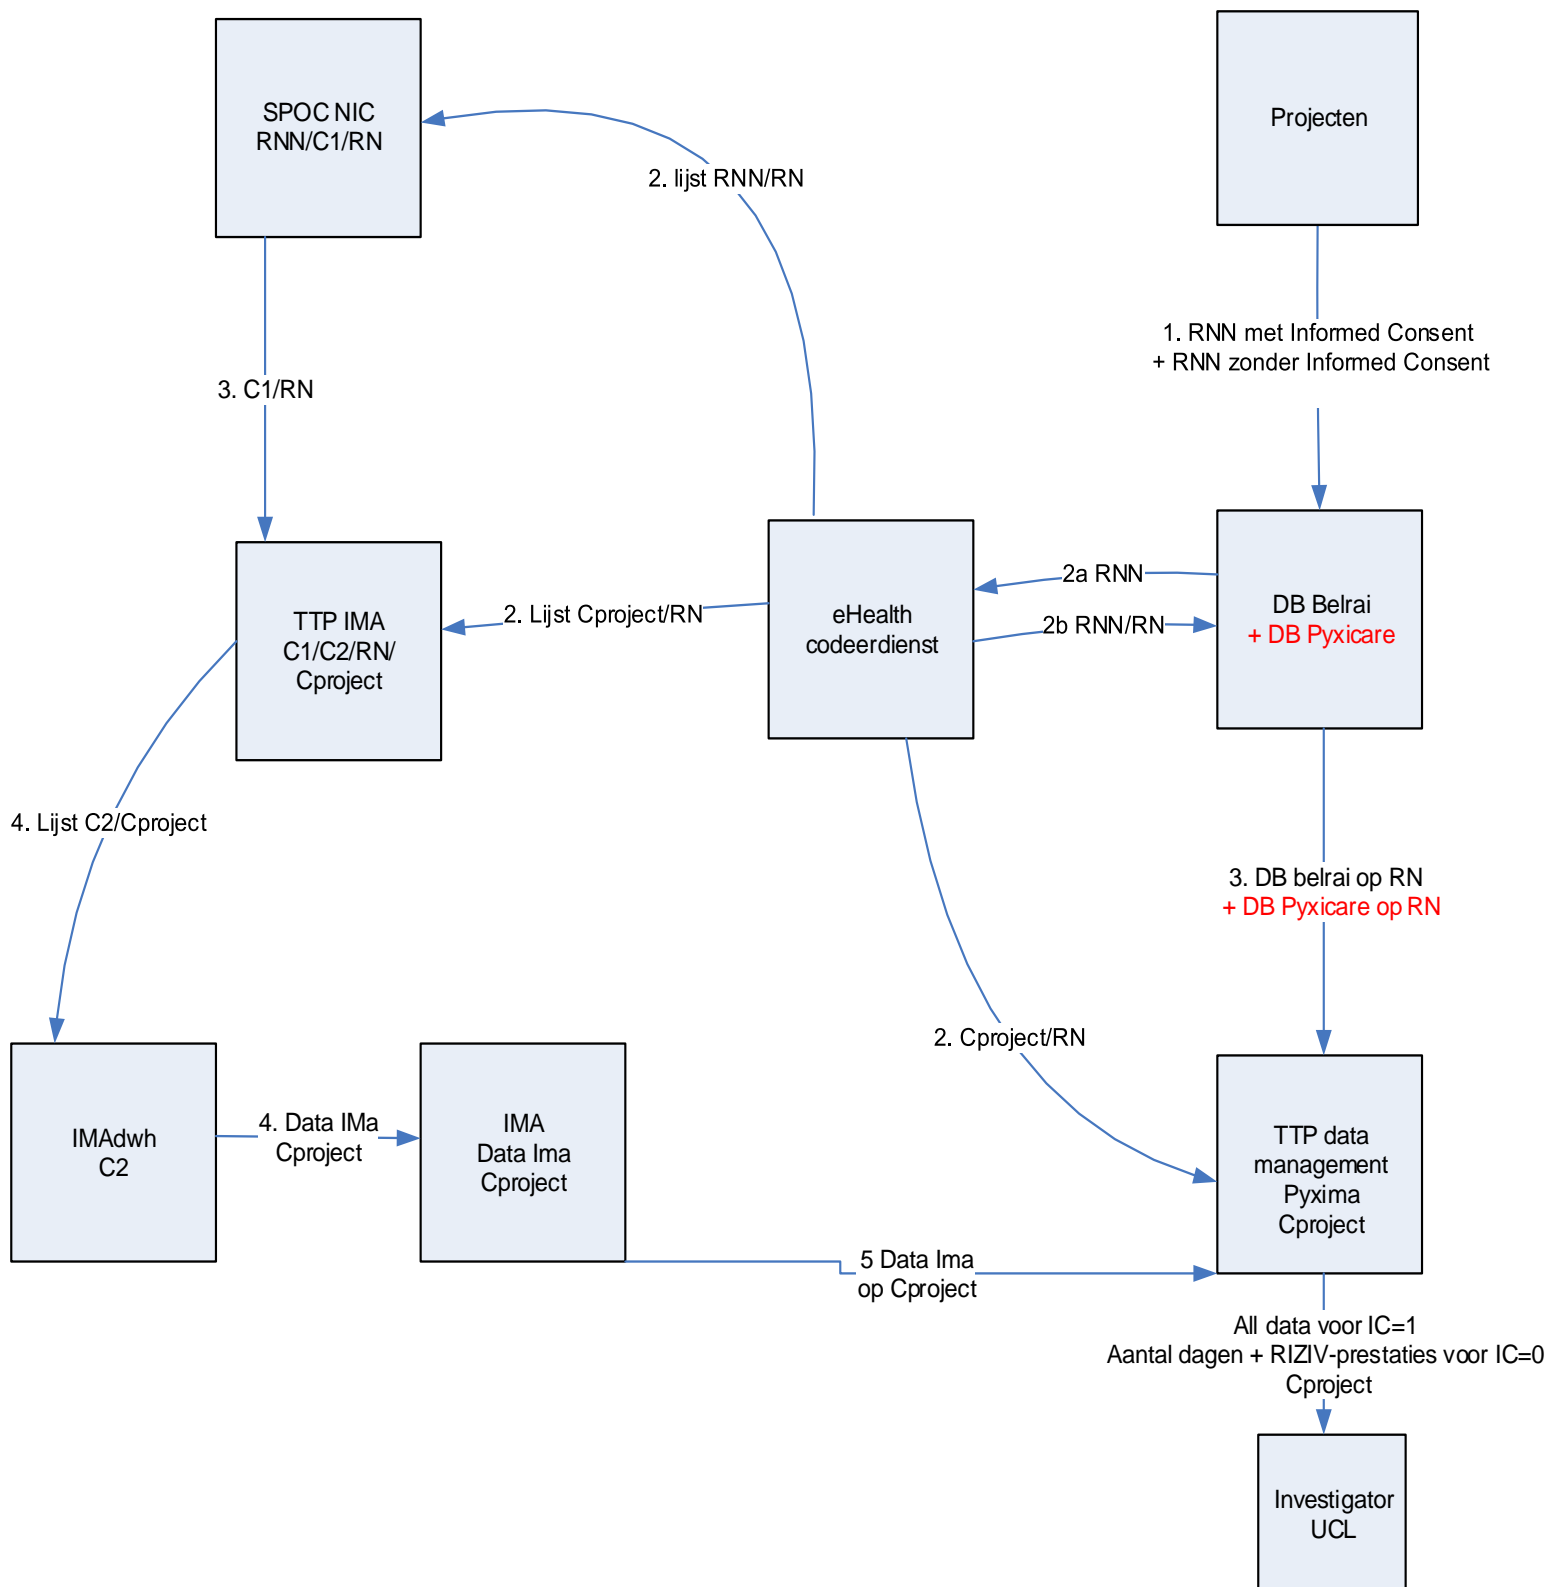 SPOC NIC
RNN/C1/RN
Projecten
2. lijst RNN/RN
1. RNN met Informed Consent
+ RNN zonder Informed Consent
3. C1/RN
TTP IMA
C1/C2/RN/
Cproject
2. Lijst Cproject/RN
eHealth
codeerdienst
2a RNN
2b RNN/RN
DB Belrai
+ DB Pyxicare
4. Lijst C2/Cproject
3. DB belrai op RN
+ DB Pyxicare op RN
2. Cproject/RN
IMAdwh
C2
4. Data IMa
Cproject
IMA
Data Ima
Cproject
TTP data
management
Pyxima
Cproject
5 Data Ima
op Cproject
All data voor IC=1
Aantal dagen + RIZIV-prestaties voor IC=0
Cproject
Investigator
UCL